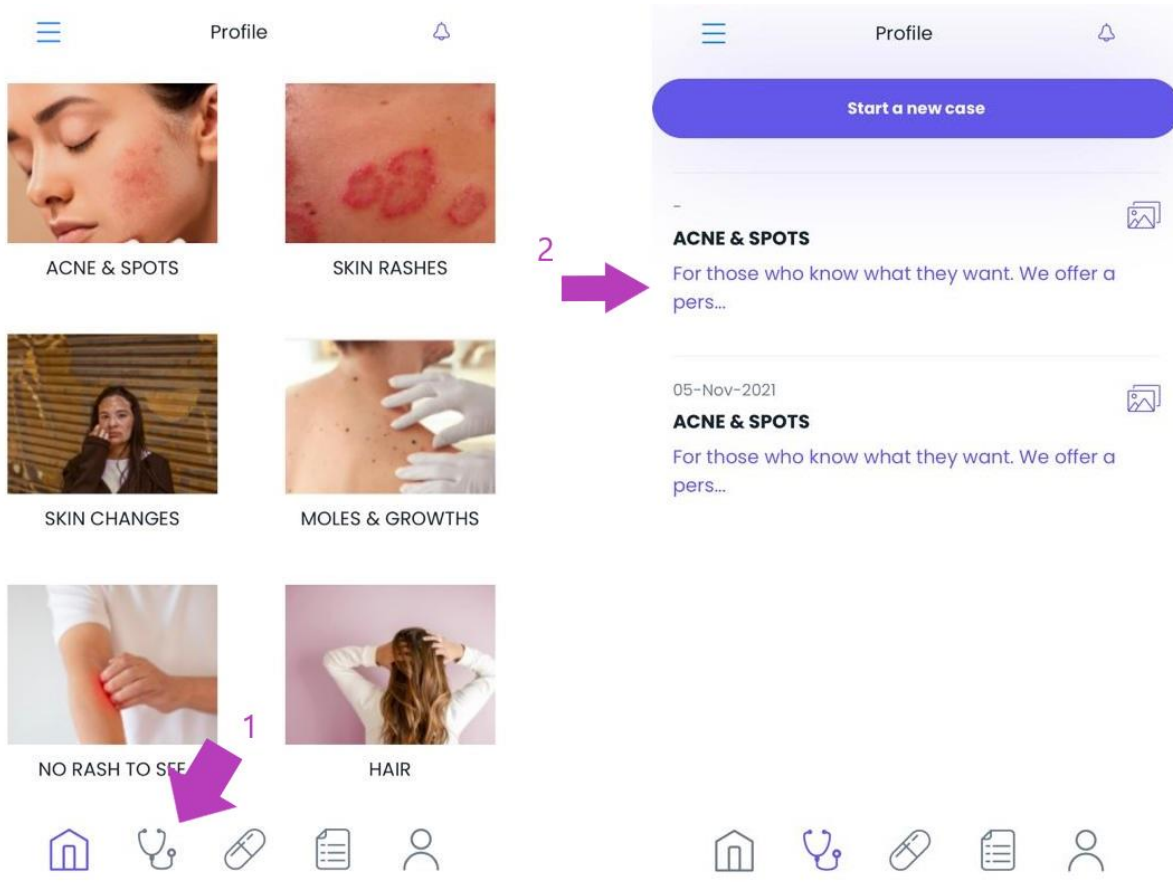 Profile
ACNE & SPOTS
SKIN RASHES
SKIN CHANGES
MOLES & GROWTHS
NO RASH TO SEE
HAIR
1
2
Profile
Start a new case
-
ACNE & SPOTS
For those who know what they want. We offer a
pers...
05-Nov-2021
ACNE & SPOTS
For those who know what they want. We offer a
pers...